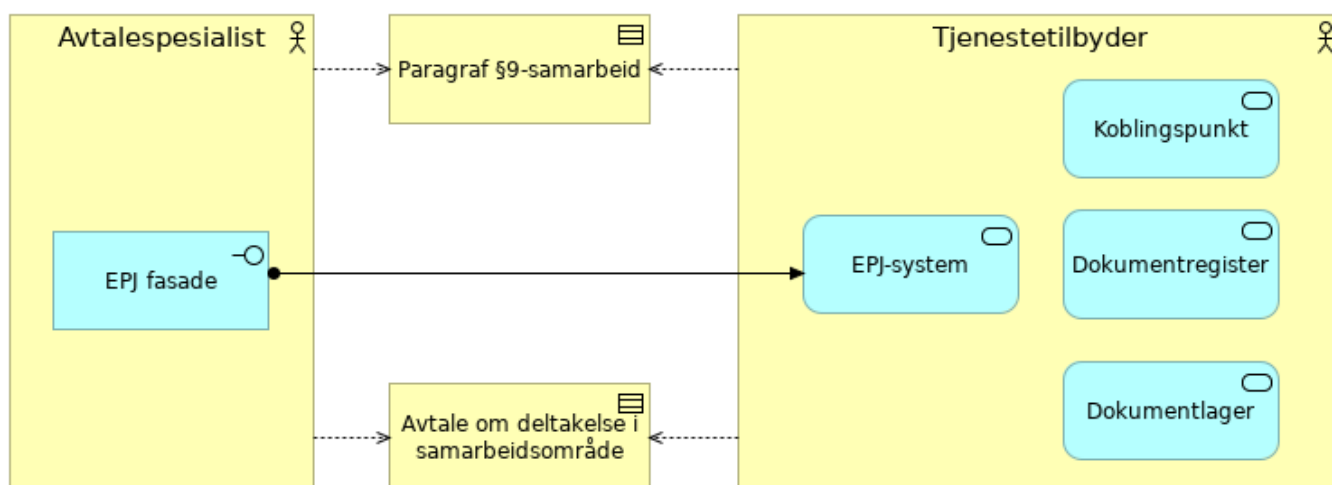 Avtalespesialist
Paragraf §9-samarbeid
Tjenestetilbyder
Koblingspunkt
EPJ fasade
EPJ-system
Dokumentregister
Avtale om deltakelse i
samarbeidsområde
Dokumentlager